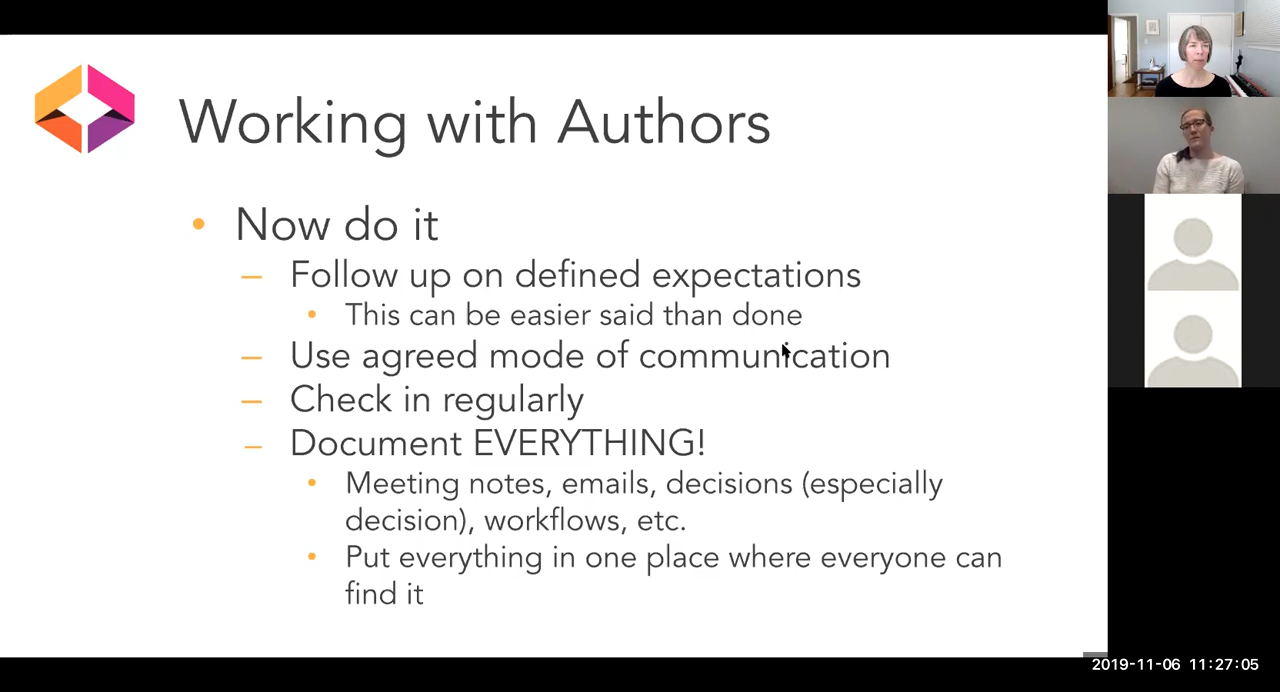 Working with Authors
• Now do it
– Follow up on defined expectations
• This can be easier said than done
– Use agreed mode of communication
– Check in regularly
– Document EVERYTHING!
• Meeting notes, emails, decisions (especially
decision), workflows, etc.
• Put everything in one place where everyone can
find it
2019-11-06 11:27:05